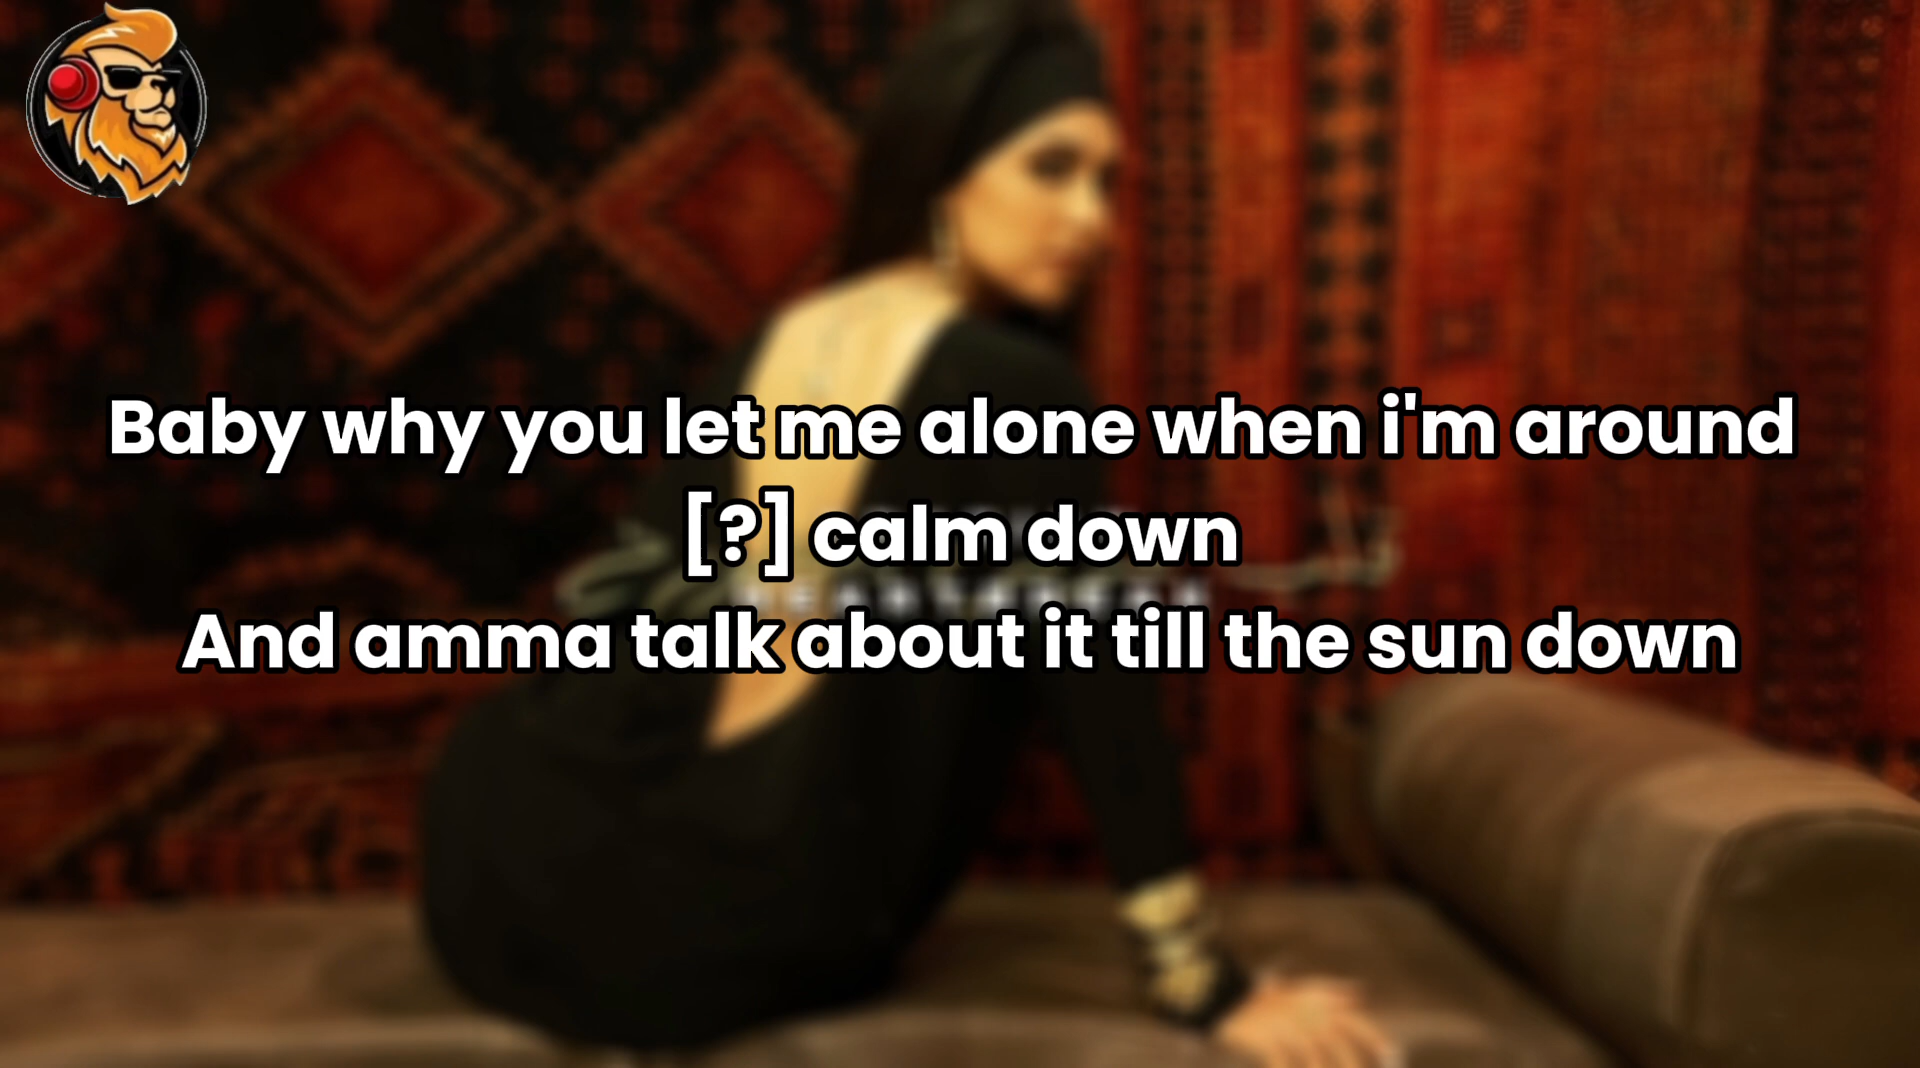 Baby why you let me alone when i'm around
[?] calm down
And amma talk about it till the sun down